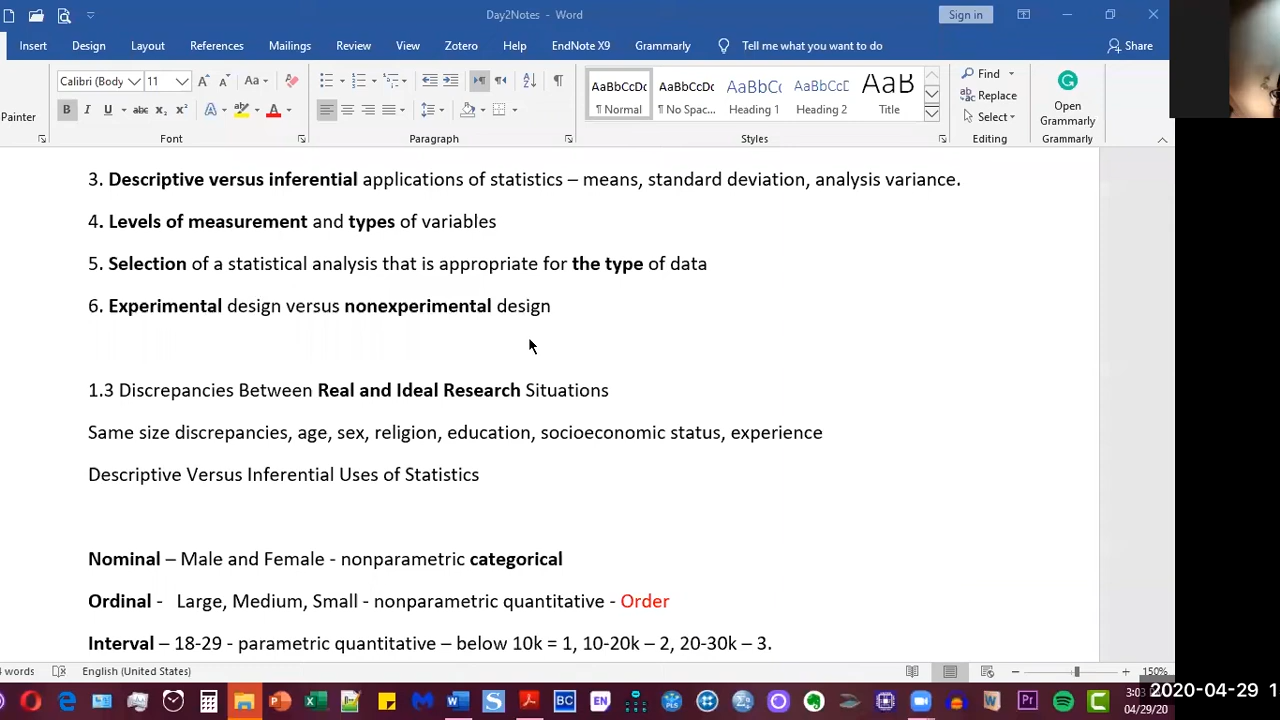 Day2Notes - Word
Sign in
Insert Design Layout References Mailings Review View Zotero Help EndNote X9 Grammarly Tell me what you want to do Share
Calibri (Body 11
Painter
Font Paragraph Styles Editing Grammarly
AaBbCcDc AaBbCcDc AaBbCc AaBbCcD AaB
¶ Normal ¶ No Spac... Heading 1 Heading 2 Title
Find
Replace
Select
Open
Grammarly
3. Descriptive versus inferential applications of statistics – means, standard deviation, analysis variance.
4. Levels of measurement and types of variables
5. Selection of a statistical analysis that is appropriate for the type of data
6. Experimental design versus nonexperimental design
1.3 Discrepancies Between Real and Ideal Research Situations
Same size discrepancies, age, sex, religion, education, socioeconomic status, experience
Descriptive Versus Inferential Uses of Statistics
Nominal – Male and Female - nonparametric categorical
Ordinal - Large, Medium, Small - nonparametric quantitative - Order
Interval – 18-29 - parametric quantitative – below 10k = 1, 10-20k – 2, 20-30k – 3.
words English (United States) 150%
3:03
04/29/20
2020-04-29 1